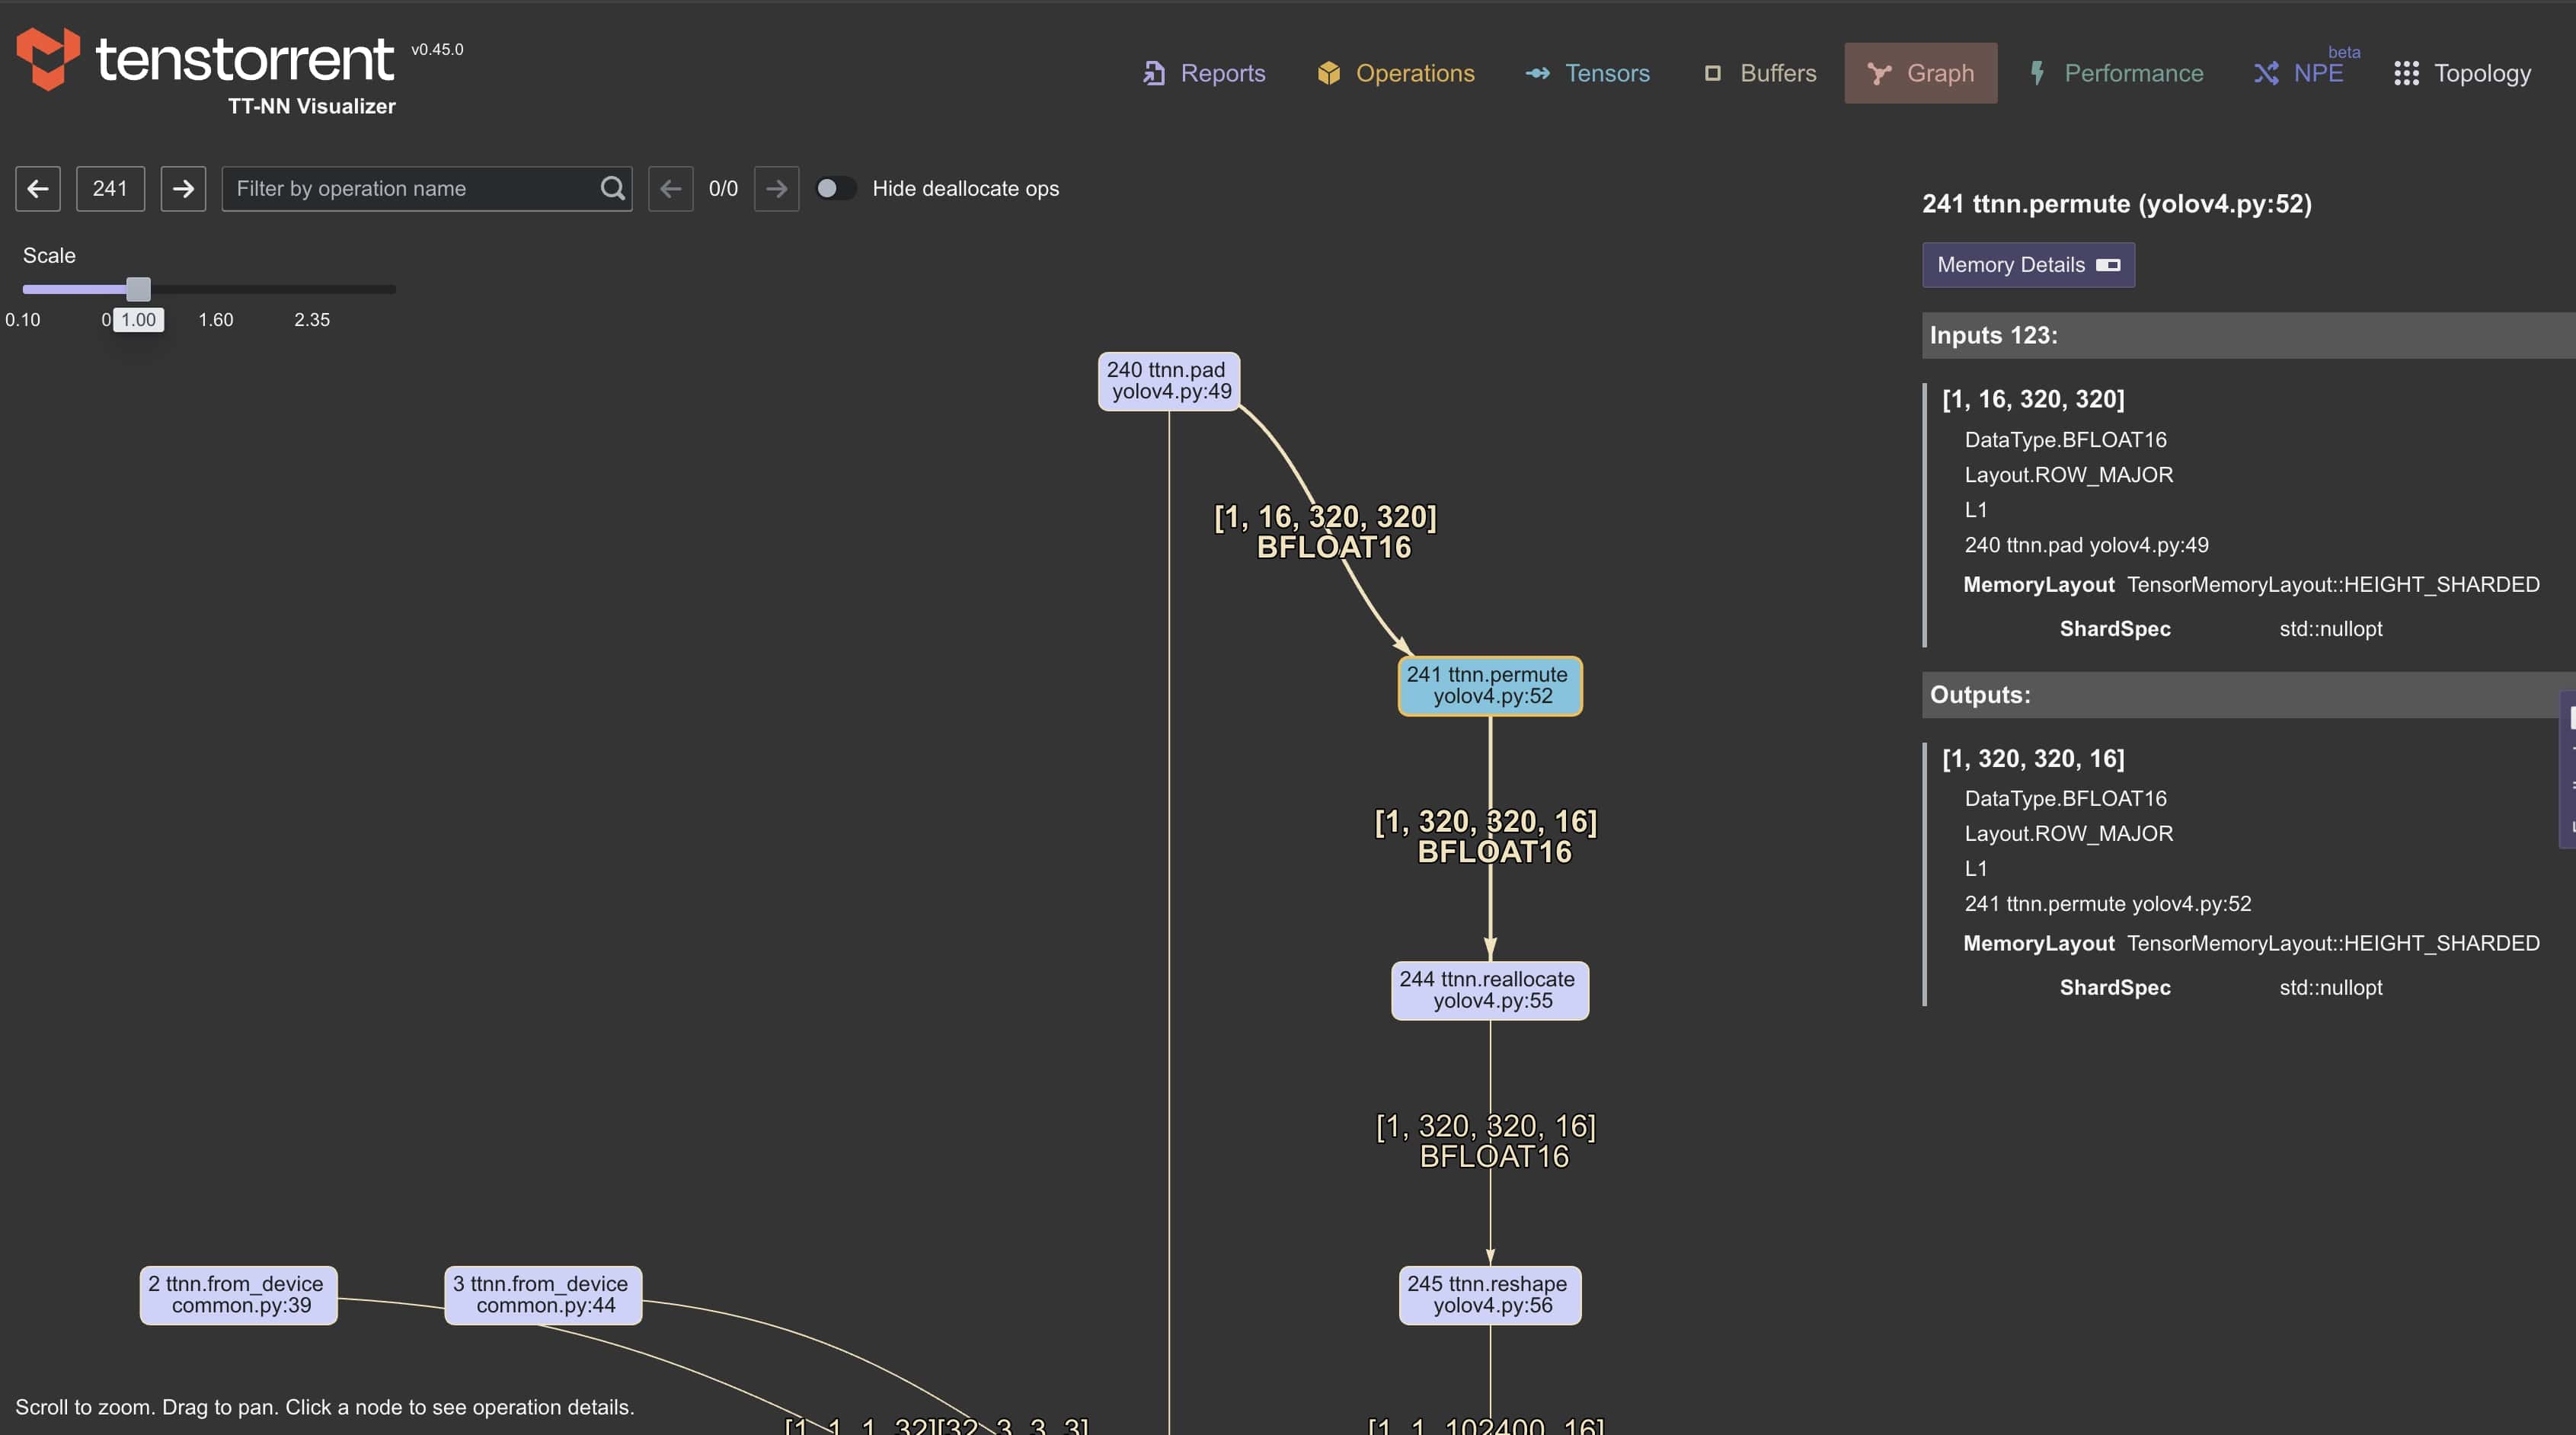 tenstorrent v0.45.0
TT-NN Visualizer
Reports
Operations
Tensors
Buffers
Graph
Performance
NPE
beta
Topology
241
Filter by operation name
0/0
Hide deallocate ops
Scale
0.10
0
1.00
1.60
2.35
240 ttnn.pad
yolov4.py:49
[1, 16, 320, 320]
BFLOAT16
241 ttnn.permute
yolov4.py:52
[1, 320, 320, 16]
BFLOAT16
244 ttnn.reallocate
yolov4.py:55
[1, 320, 320, 16]
BFLOAT16
2 ttnn.from_device
common.py:39
3 ttnn.from_device
common.py:44
245 ttnn.reshape
yolov4.py:56
[1, 1, 1, 32][32, 3, 3, 3]
[1, 1, 102400, 16]
Scroll to zoom. Drag to pan. Click a node to see operation details.
241 ttnn.permute (yolov4.py:52)
Memory Details
Inputs 123:
[1, 16, 320, 320]
DataType.BFLOAT16
Layout.ROW_MAJOR
L1
240 ttnn.pad yolov4.py:49
MemoryLayout TensorMemoryLayout::HEIGHT_SHARDED
ShardSpec std::nullopt
Outputs:
[1, 320, 320, 16]
DataType.BFLOAT16
Layout.ROW_MAJOR
L1
241 ttnn.permute yolov4.py:52
MemoryLayout TensorMemoryLayout::HEIGHT_SHARDED
ShardSpec std::nullopt